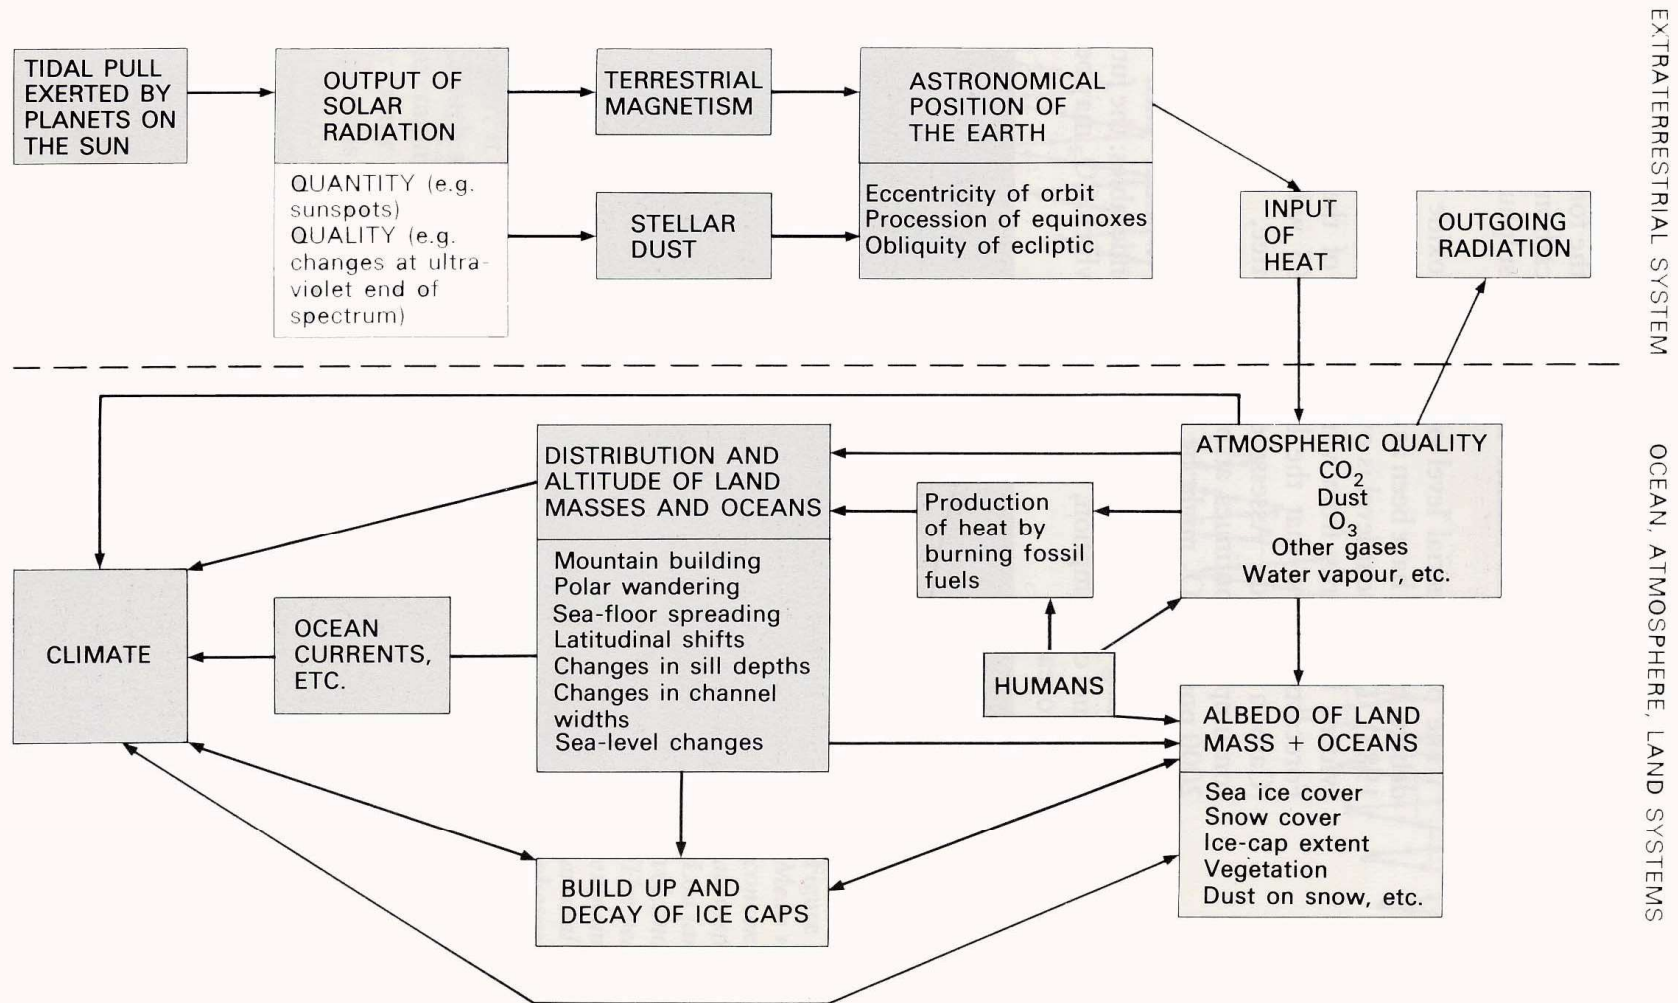 TIDAL PULL
EXERTED BY
PLANETS ON
THE SUN
OUTPUT OF
SOLAR
RADIATION
QUANTITY (e.g.
sunspots)
QUALITY (e.g.
changes at ultra-
violet end of
spectrum)
TERRESTRIAL
MAGNETISM
STELLAR
DUST
ASTRONOMICAL
POSITION OF
THE EARTH
Eccentricity of orbit
Procession of equinoxes
Obliquity of ecliptic
INPUT
OF
HEAT
OUTGOING
RADIATION
EXTRATERRESTRIAL SYSTEM
DISTRIBUTION AND
ALTITUDE OF LAND
MASSES AND OCEANS
Mountain building
Polar wandering
Sea-floor spreading
Latitudinal shifts
Changes in sill depths
Changes in channel
widths
Sea-level changes
Production
of heat by
burning fossil
fuels
ATMOSPHERIC QUALITY
CO2
Dust
O3
Other gases
Water vapour, etc.
CLIMATE
OCEAN
CURRENTS,
ETC.
HUMANS
ALBEDO OF LAND
MASS + OCEANS
Sea ice cover
Snow cover
Ice-cap extent
Vegetation
Dust on snow, etc.
BUILD UP AND
DECAY OF ICE CAPS
OCEAN, ATMOSPHERE, LAND SYSTEMS